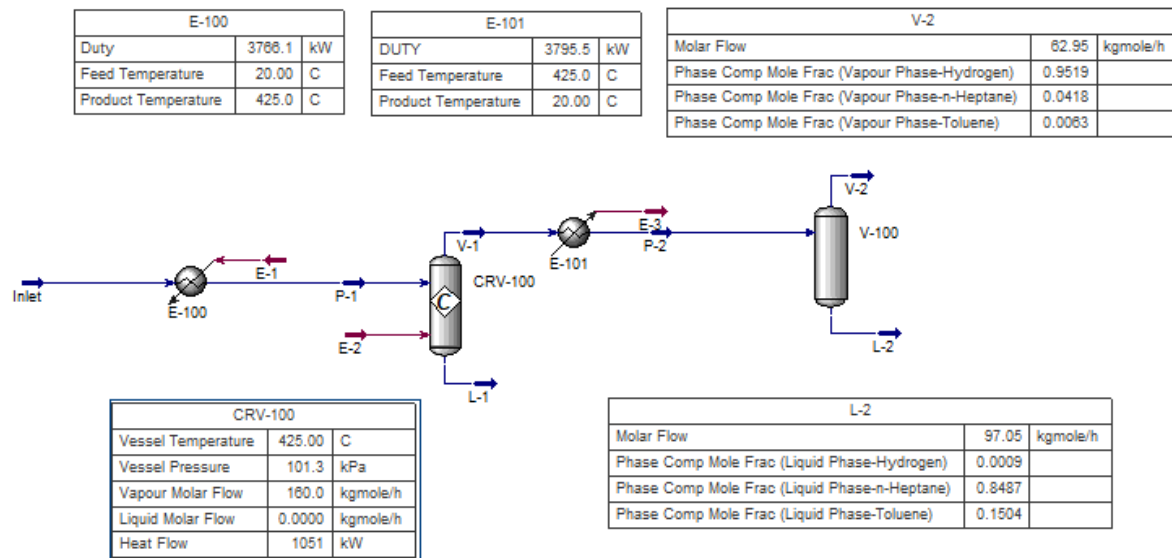 E-100
Duty 3766.1 kW
Feed Temperature 20.00 C
Product Temperature 425.0 C
E-101
DUTY 3795.5 kW
Feed Temperature 425.0 C
Product Temperature 20.00 C
V-2
Molar Flow 62.95 kgmole/h
Phase Comp Mole Frac (Vapour Phase-Hydrogen) 0.9519
Phase Comp Mole Frac (Vapour Phase-n-Heptane) 0.0418
Phase Comp Mole Frac (Vapour Phase-Toluene) 0.0063
Inlet
E-1
E-100
P-1
E-2
V-1
CRV-100
C
L-1
E-3
E-101
P-2
V-2
V-100
L-2
CRV-100
Vessel Temperature 425.00 C
Vessel Pressure 101.3 kPa
Vapour Molar Flow 160.0 kgmole/h
Liquid Molar Flow 0.0000 kgmole/h
Heat Flow 1051 kW
L-2
Molar Flow 97.05 kgmole/h
Phase Comp Mole Frac (Liquid Phase-Hydrogen) 0.0009
Phase Comp Mole Frac (Liquid Phase-n-Heptane) 0.8487
Phase Comp Mole Frac (Liquid Phase-Toluene) 0.1504